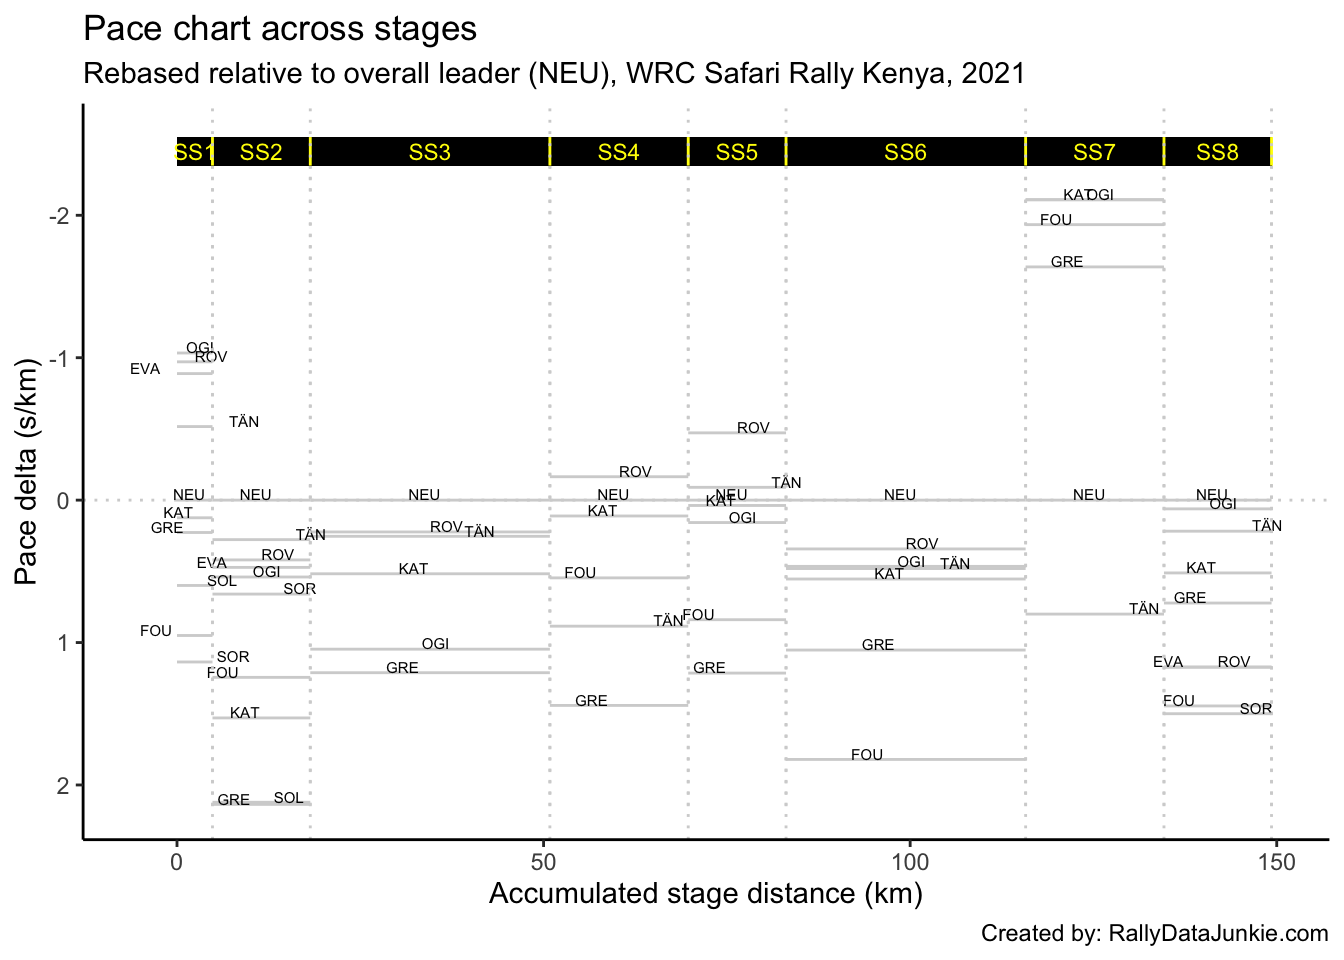 Pace chart across stages
Rebased relative to overall leader (NEU), WRC Safari Rally Kenya, 2021
SS1 SS2 SS3 SS4 SS5 SS6 SS7 SS8
KAT OGI
-2
FOU
GRE
OGI
-1 ROV
EVA
TÄN
ROV
ROV
TÄN
0 NEU NEU NEU NEU NEU NEU NEU NEU
KAT OGI
KAT KAT OGI
GRE TÄN ROV TÄN TÄN
ROV ROV
EVA OGI KAT FOU OGI TÄN KAT
SOL SOR KAT
GRE
TÄN FOU TÄN
FOU
1 OGI GRE
SOR GRE GRE EVA ROV
FOU
GRE FOU
KAT SOR
FOU
2 GRE SOL
Pace delta (s/km)
0 50 100 150
Accumulated stage distance (km)
Created by: RallyDataJunkie.com